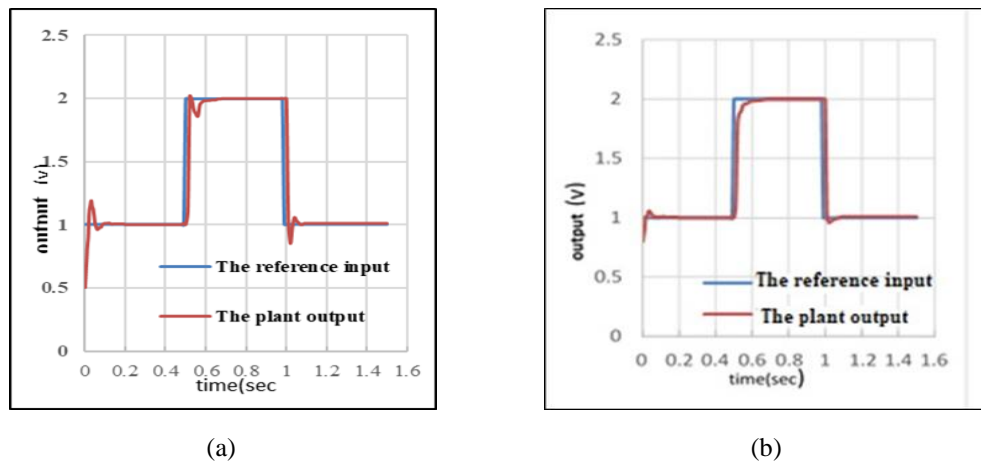 2.5
2
1.5
1
0.5
0
output (v)
0 0.2 0.4 0.6 0.8 1 1.2 1.4 1.6
time(sec
The reference input
The plant output
(a)
2.5
2
1.5
1
0.5
0
output (v)
0 0.2 0.4 0.6 0.8 1 1.2 1.4 1.6
time(sec)
The reference input
The plant output
(b)